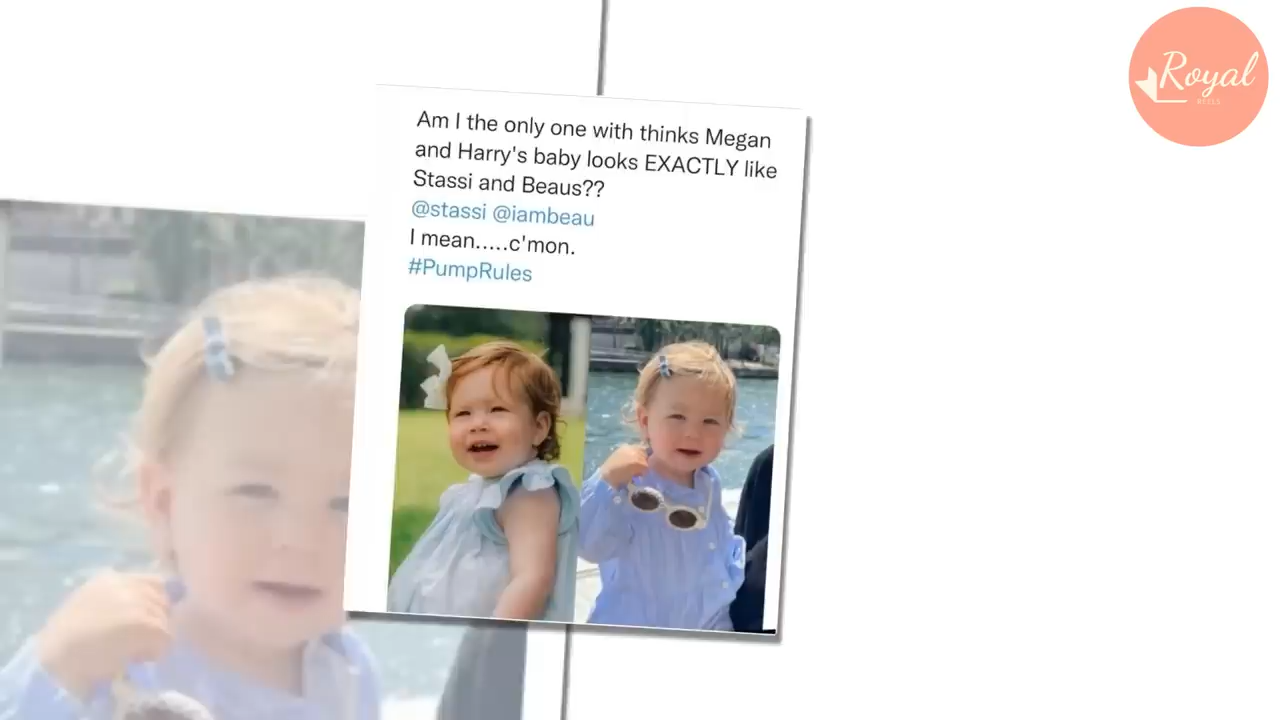 Royal
REELS
Am I the only one with thinks Megan
and Harry's baby looks EXACTLY like
Stassi and Beaus??
@stassi @iambeau
I mean.....c'mon.
#PumpRules